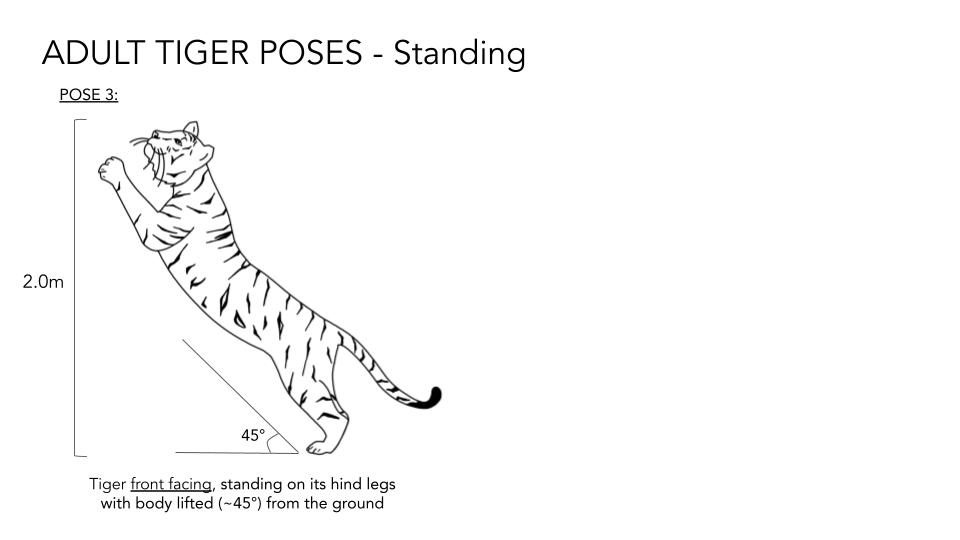 ADULT TIGER POSES - Standing
POSE 3:
2.0m
45°
Tiger front facing, standing on its hind legs
with body lifted (~45°) from the ground